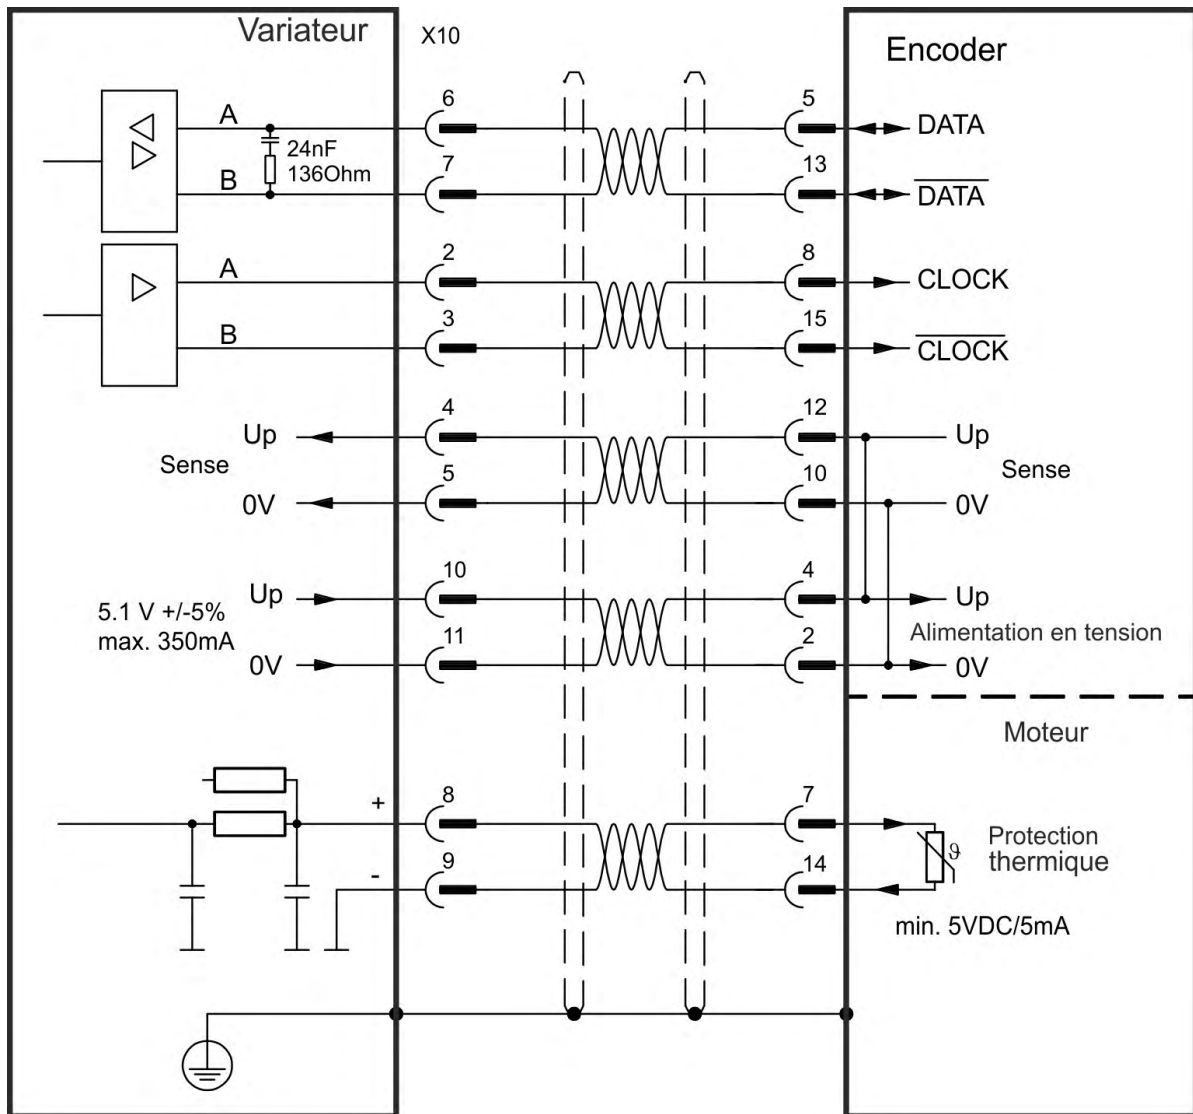 Variateur
X10
Encoder
A
6
5
DATA
24nF
136Ohm
B
7
13
DATA
A
2
8
CLOCK
B
3
15
CLOCK
Up
4
12
Up
Sense
Sense
0V
5
10
0V
Up
10
4
Up
5.1 V +/-5%
max. 350mA
Alimentation en tension
0V
11
2
0V
Moteur
+
8
7
Protection
thermique
ϑ
-
9
14
min. 5VDC/5mA